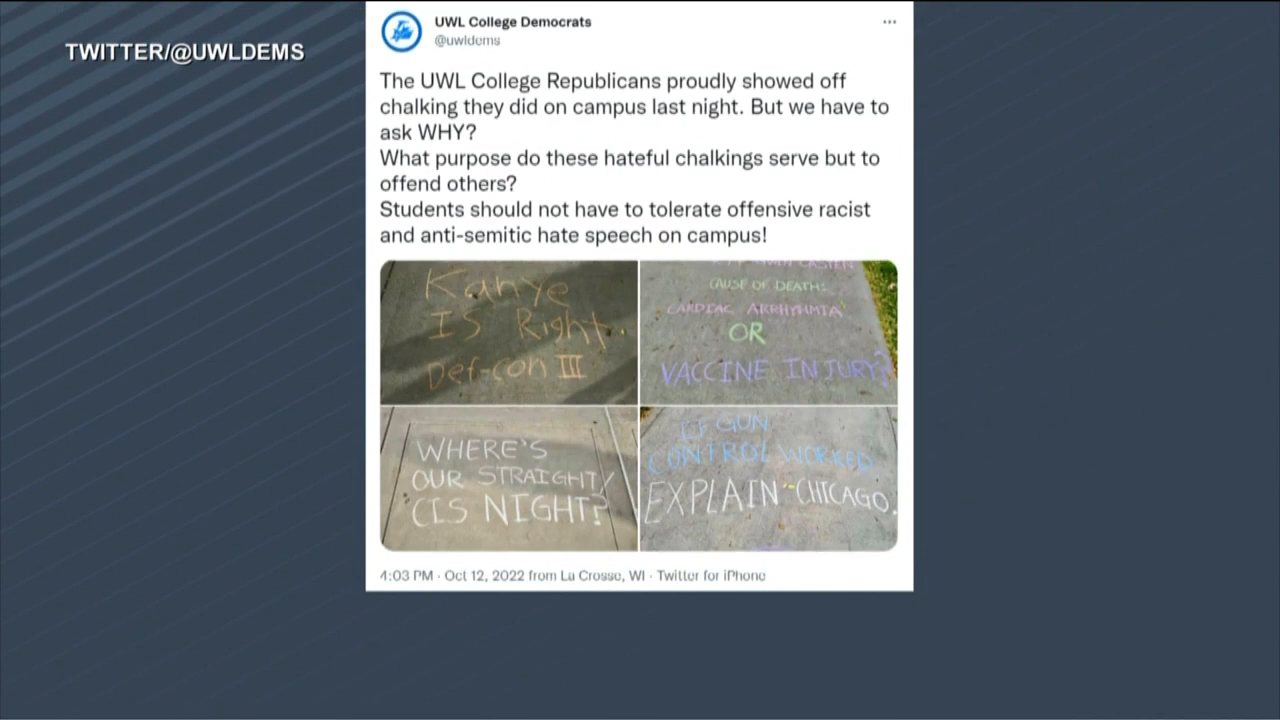 TWITTER/@UWLDEMS
UWL College Democrats
@uwldems
The UWL College Republicans proudly showed off
chalking they did on campus last night. But we have to
ask WHY?
What purpose do these hateful chalkings serve but to
offend others?
Students should not have to tolerate offensive racist
and anti-semitic hate speech on campus!
Kanye
IS Right.
Def-con III
CAUSE OF DEATH:
CARDIAC ARRHYTHMIA
OR
VACCINE INJURY?
WHERE'S
OUR STRAIGHT/
CIS NIGHT?
IF GUN
CONTROL WORKED
EXPLAIN CHICAGO.
4:03 PM · Oct 12, 2022 from La Crosse, WI · Twitter for iPhone